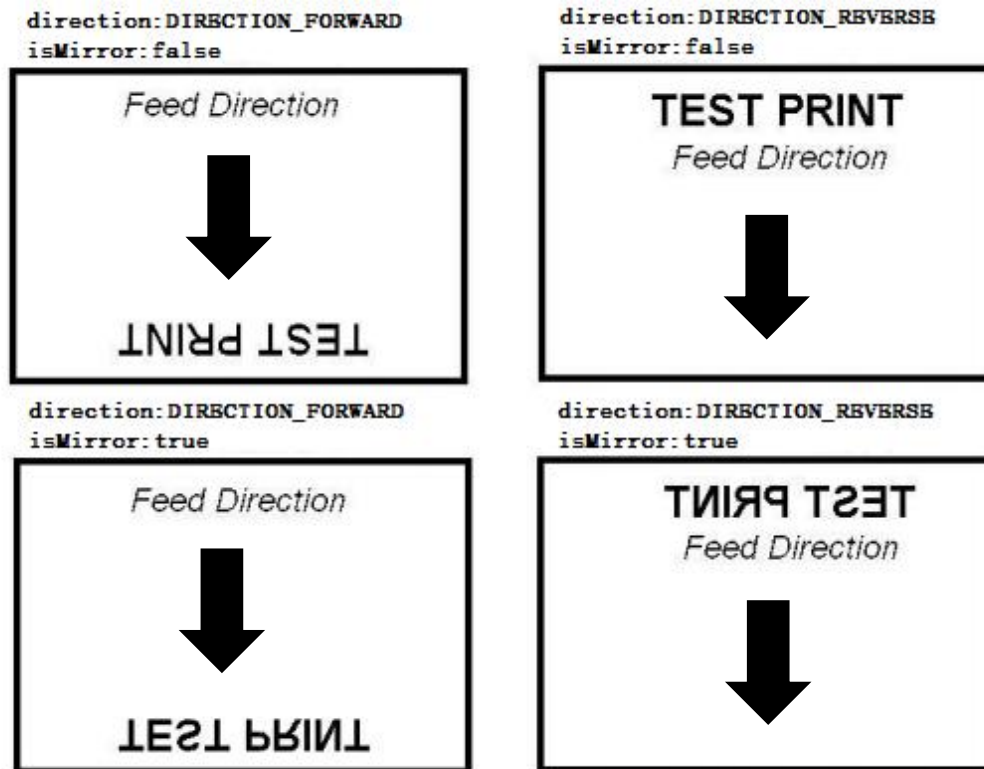 direction:DIRECTION_FORWARD
isMirror:false
Feed Direction
TEST PRINT
direction:DIRECTION_REVERSE
isMirror:false
TEST PRINT
Feed Direction
direction:DIRECTION_FORWARD
isMirror:true
Feed Direction
TEST PRINT
direction:DIRECTION_REVERSE
isMirror:true
TEST PRINT
Feed Direction